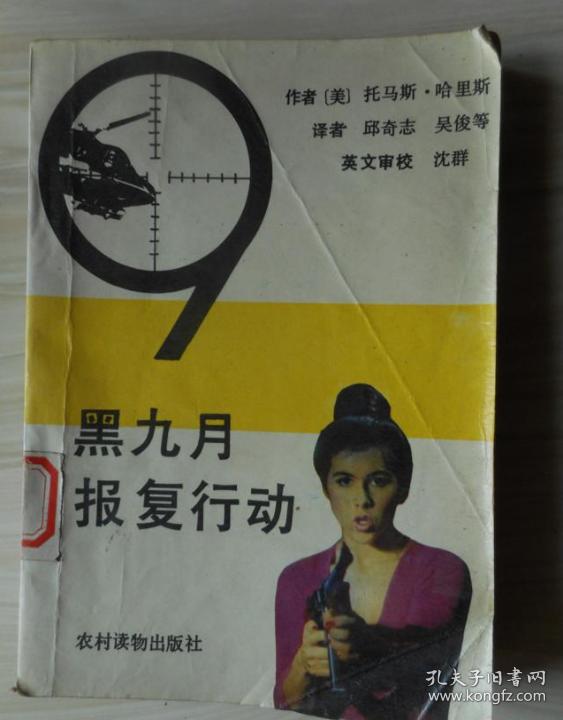 9
作者〔美〕托马斯·哈里斯
译者 邱奇志 吴俊等
英文审校 沈群
黑九月
报复行动
农村读物出版社
孔夫子旧书网
www.kongfz.com